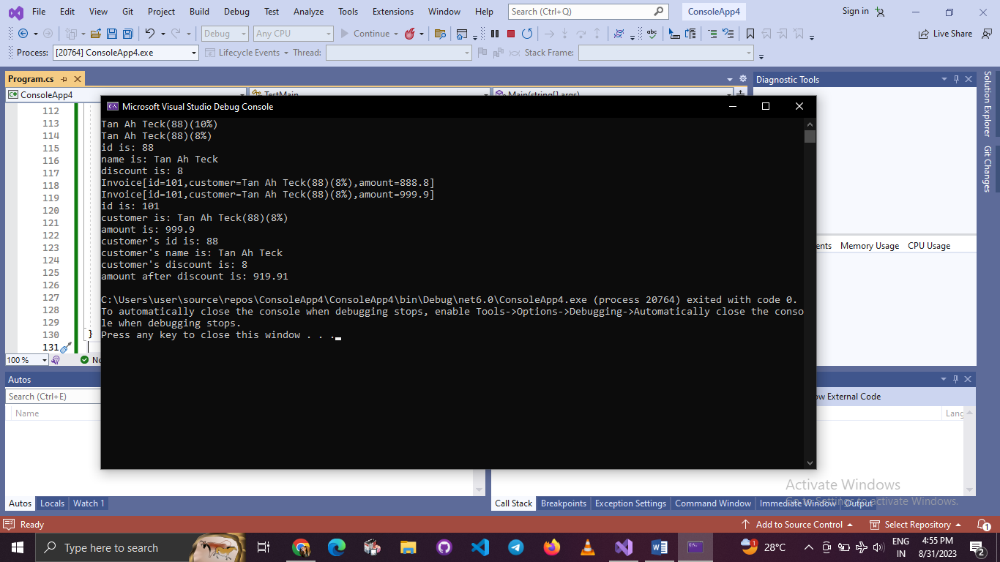 File Edit View Git Project Build Debug Test Analyze Tools Extensions Window Help Search (Ctrl+Q) ConsoleApp4 Sign in
Debug Any CPU Continue Live Share
Process: [20764] ConsoleApp4.exe Lifecycle Events Thread: Stack Frame:
Program.cs
Diagnostic Tools
ConsoleApp4 TestMain Main(string[] args)
Solution Explorer
Git Changes
112
113
114
115
116
117
118
119
120
121
122
123
124
125
126
127
128
129
130 }
131
Microsoft Visual Studio Debug Console
Tan Ah Teck(88)(10%)
Tan Ah Teck(88)(8%)
id is: 88
name is: Tan Ah Teck
discount is: 8
Invoice[id=101,customer=Tan Ah Teck(88)(8%),amount=888.8]
Invoice[id=101,customer=Tan Ah Teck(88)(8%),amount=999.9]
id is: 101
customer is: Tan Ah Teck(88)(8%)
amount is: 999.9
customer's id is: 88
customer's name is: Tan Ah Teck
customer's discount is: 8
amount after discount is: 919.91
C:\Users\user\source\repos\ConsoleApp4\ConsoleApp4\bin\Debug\net6.0\ConsoleApp4.exe (process 20764) exited with code 0.
To automatically close the console when debugging stops, enable Tools->Options->Debugging->Automatically close the conso
le when debugging stops.
Press any key to close this window . . .
Memory Usage CPU Usage
100 %
Autos
Search (Ctrl+E)
Name
External Code
Lang
Activate Windows
Go to Settings to activate Windows.
Autos Locals Watch 1
Call Stack Breakpoints Exception Settings Command Window Immediate Window Output
Ready Add to Source Control Select Repository 1
Type here to search
1 28°C
ENG
IN
4:55 PM
8/31/2023
2